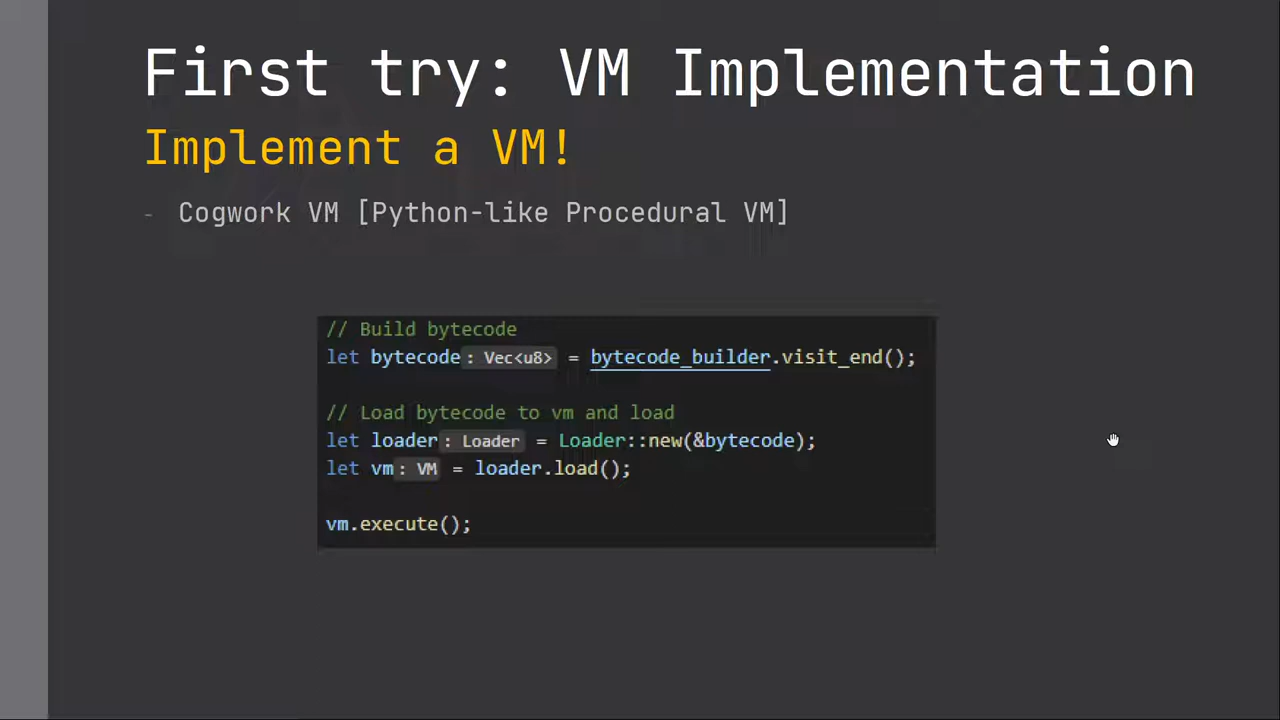 First try: VM Implementation
Implement a VM!
- Cogwork VM [Python-like Procedural VM]
// Build bytecode
let bytecode: Vec<u8> = bytecode_builder.visit_end();
// Load bytecode to vm and load
let loader: Loader = Loader::new(&bytecode);
let vm: VM = loader.load();
vm.execute();